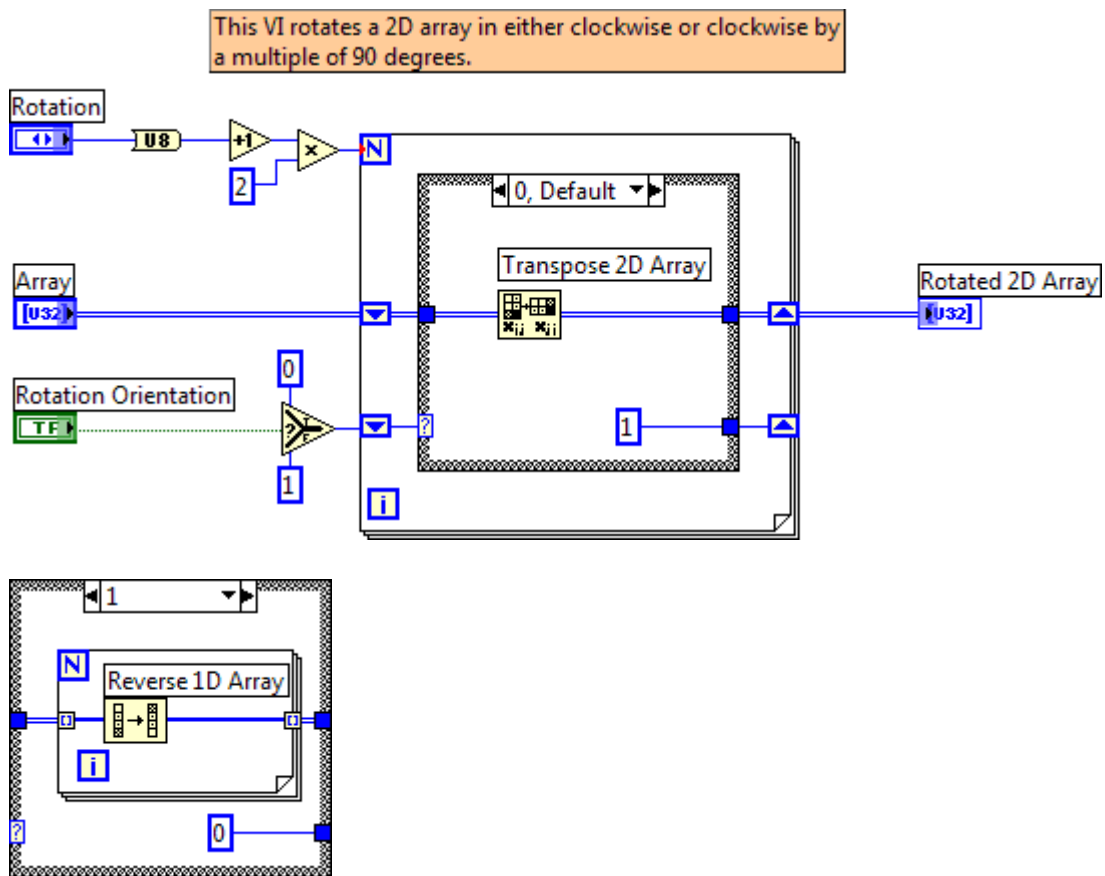 This VI rotates a 2D array in either clockwise or clockwise by
a multiple of 90 degrees.
Rotation
U8
+1
x
2
N
0, Default
Transpose 2D Array
Array
[U32]
Rotated 2D Array
[U32]
Rotation Orientation
TF
0
?
T
F
1
?
1
i
1
N
Reverse 1D Array
i
?
0